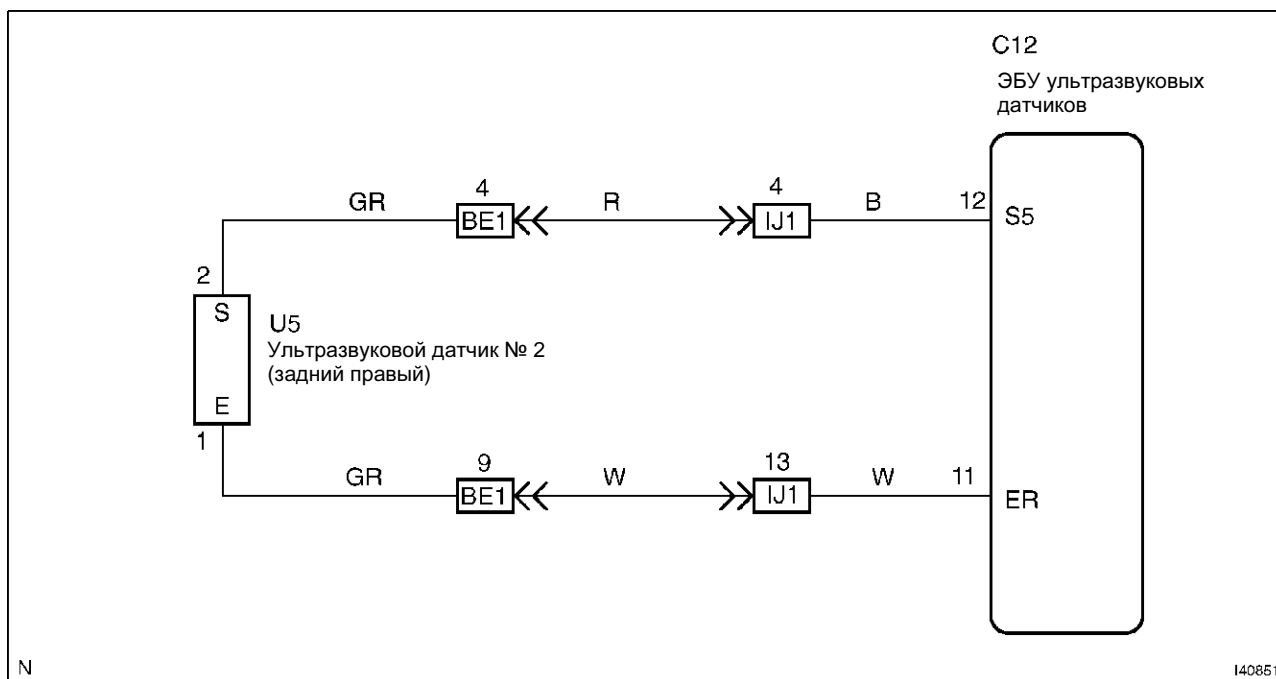 C12
ЭБУ ультразвуковых
датчиков
GR 4 BE1 R 4 IJ1 B 12 S5
2
S
U5
Ультразвуковой датчик № 2
(задний правый)
E
1
GR 9 BE1 W 13 IJ1 W 11 ER
N I40851